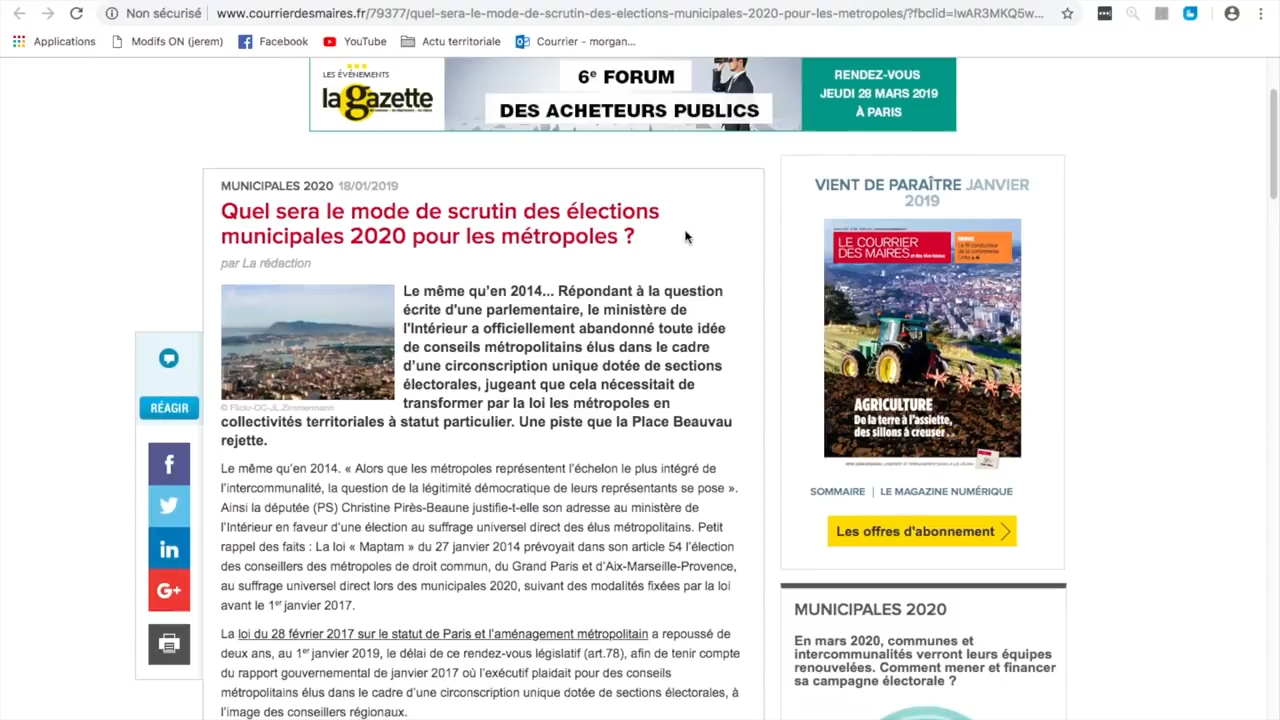 Non sécurisé | www.courrierdesmaires.fr/79377/quel-sera-le-mode-de-scrutin-des-elections-municipales-2020-pour-les-metropoles/?fbclid=IwAR3MKQ5w...
Applications Modifs ON (jerem) Facebook YouTube Actu territoriale Courrier - morgan...
LES ÉVÉNEMENTS
la gazette
6e FORUM
DES ACHETEURS PUBLICS
RENDEZ-VOUS
JEUDI 28 MARS 2019
À PARIS
MUNICIPALES 2020 18/01/2019
Quel sera le mode de scrutin des élections
municipales 2020 pour les métropoles ?
par La rédaction
Le même qu'en 2014... Répondant à la question
écrite d'une parlementaire, le ministère de
l'Intérieur a officiellement abandonné toute idée
de conseils métropolitains élus dans le cadre
d'une circonscription unique dotée de sections
électorales, jugeant que cela nécessitait de
transformer par la loi les métropoles en
© Flickr-CC-JL.Zimmermann
collectivités territoriales à statut particulier. Une piste que la Place Beauvau
rejette.
Le même qu'en 2014. « Alors que les métropoles représentent l'échelon le plus intégré de
l'intercommunalité, la question de la légitimité démocratique de leurs représentants se pose ».
Ainsi la députée (PS) Christine Pirès-Beaune justifie-t-elle son adresse au ministère de
l'Intérieur en faveur d'une élection au suffrage universel direct des élus métropolitains. Petit
rappel des faits : La loi « Maptam » du 27 janvier 2014 prévoyait dans son article 54 l'élection
des conseillers des métropoles de droit commun, du Grand Paris et d'Aix-Marseille-Provence,
au suffrage universel direct lors des municipales 2020, suivant des modalités fixées par la loi
avant le 1er janvier 2017.
La loi du 28 février 2017 sur le statut de Paris et l'aménagement métropolitain a repoussé de
deux ans, au 1er janvier 2019, le délai de ce rendez-vous législatif (art.78), afin de tenir compte
du rapport gouvernemental de janvier 2017 où l'exécutif plaidait pour des conseils
métropolitains élus dans le cadre d'une circonscription unique dotée de sections électorales, à
l'image des conseillers régionaux.
RÉAGIR
f
in
G+
VIENT DE PARAÎTRE JANVIER
2019
LE COURRIER
DES MAIRES
AGRICULTURE
De la terre à l'assiette,
des sillons à creuser
SOMMAIRE | LE MAGAZINE NUMÉRIQUE
Les offres d'abonnement
MUNICIPALES 2020
En mars 2020, communes et
intercommunalités verront leurs équipes
renouvelées. Comment mener et financer
sa campagne électorale ?